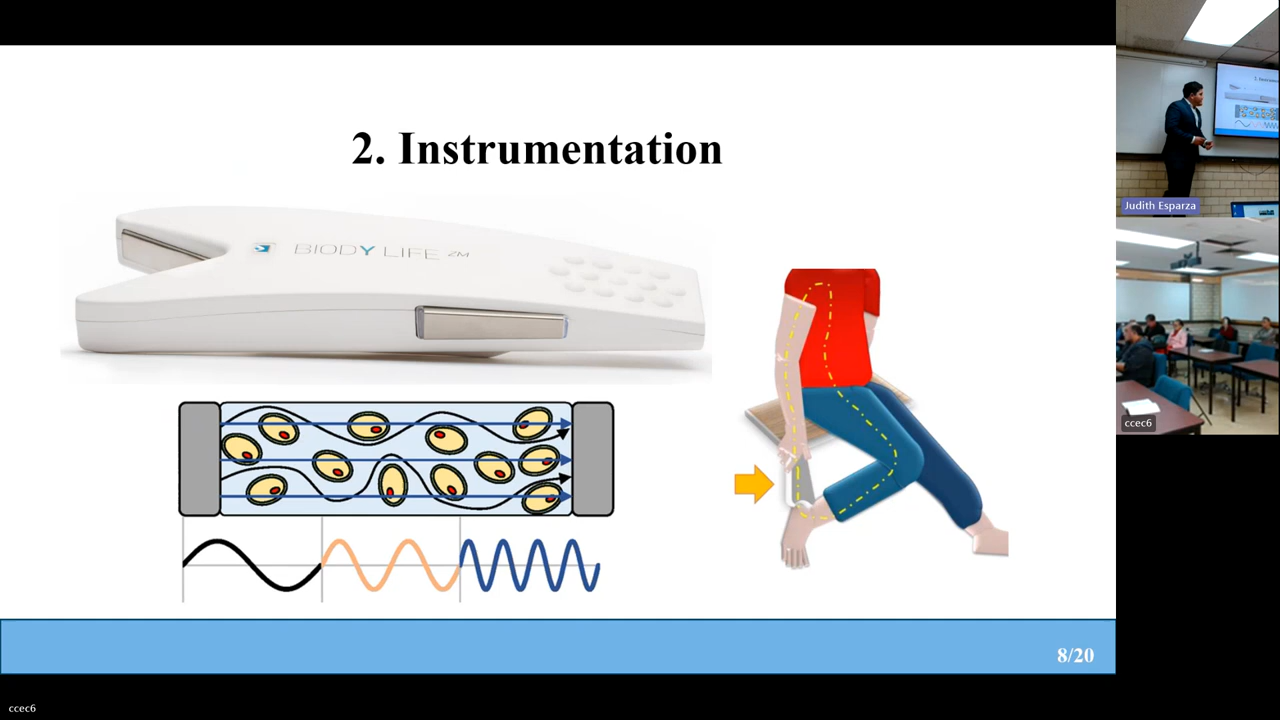 2. Instrumentation
BIODY LIFE ZM
8/20
Judith Esparza
ccec6
ccec6